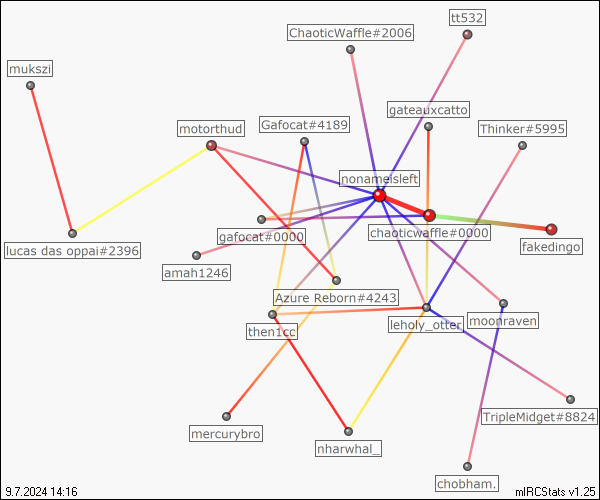 ChaoticWaffle#2006
tt532
mukszi
gateauxcatto
motorthud
Gafocat#4189
Thinker#5995
nonameisleft
gafocat#0000
chaoticwaffle#0000
lucas das oppai#2396
fakedingo
amah1246
Azure Reborn#4243
then1cc
leholy_otter
moonraven
mercurybro
TripleMidget#8824
nharwhal_
chobham.
9.7.2024 14:16
mIRCStats v1.25